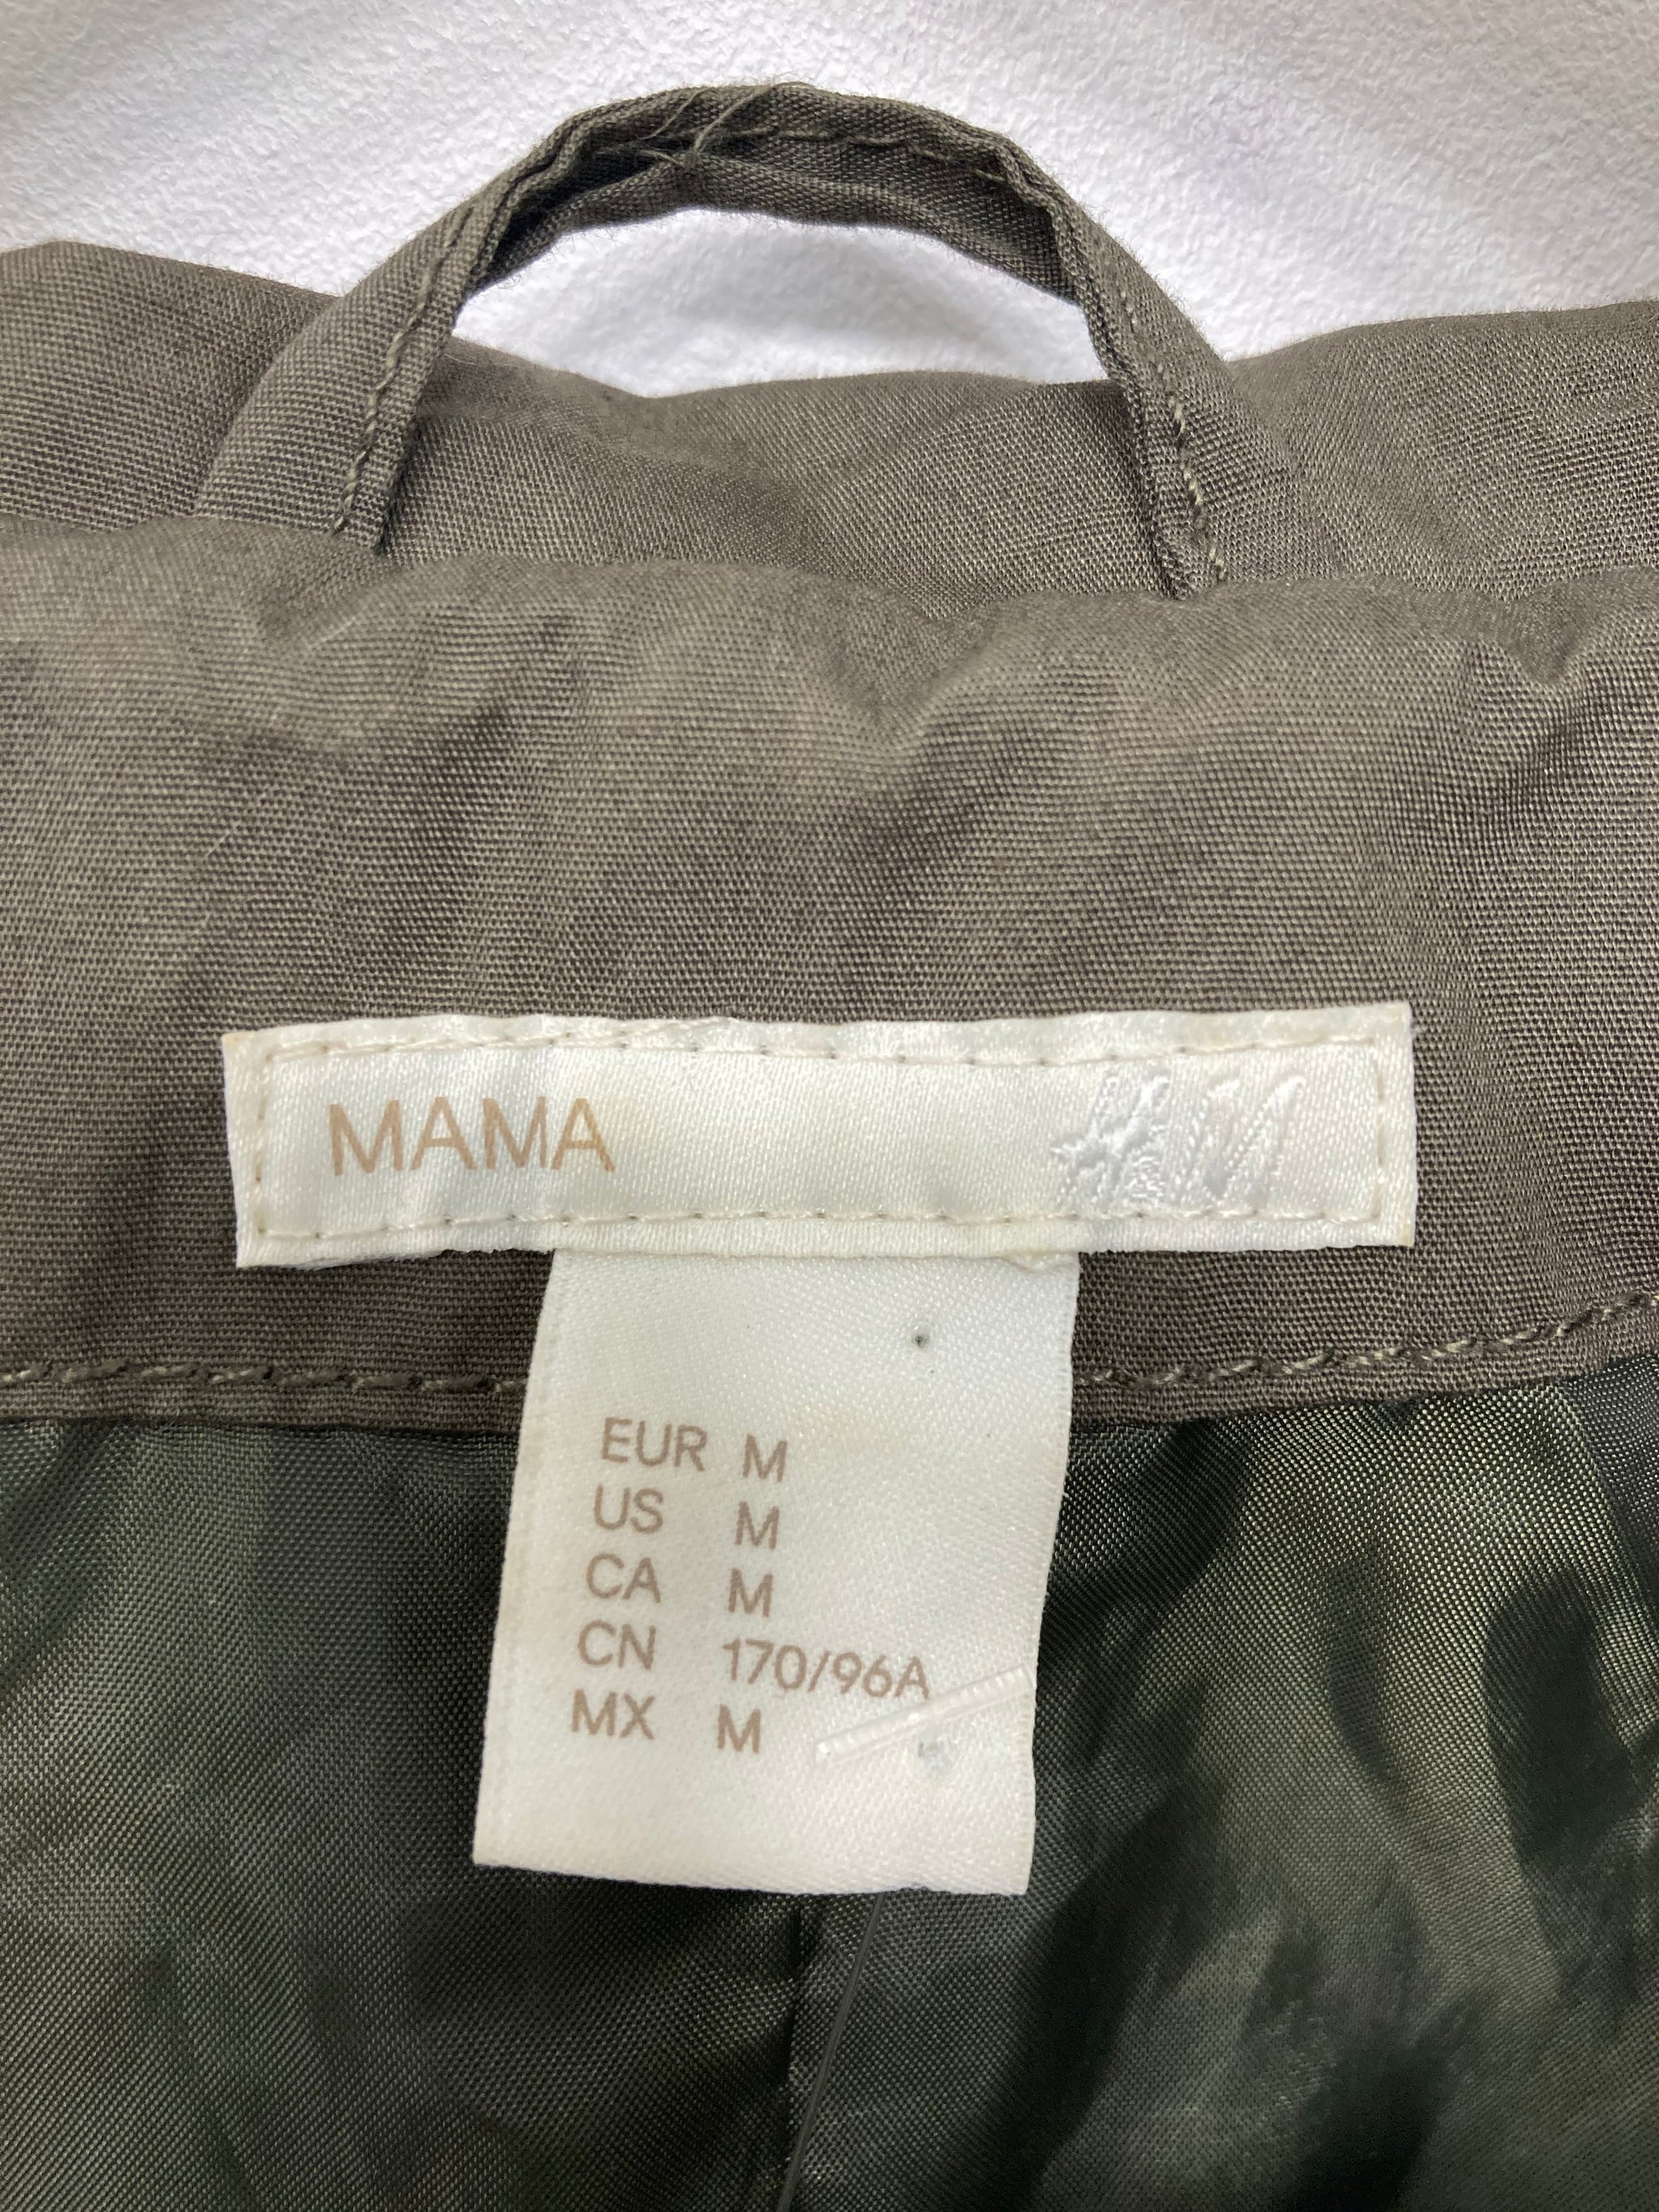 MAMA H&M
EUR M
US M
CA M
CN 170/96A
MX M